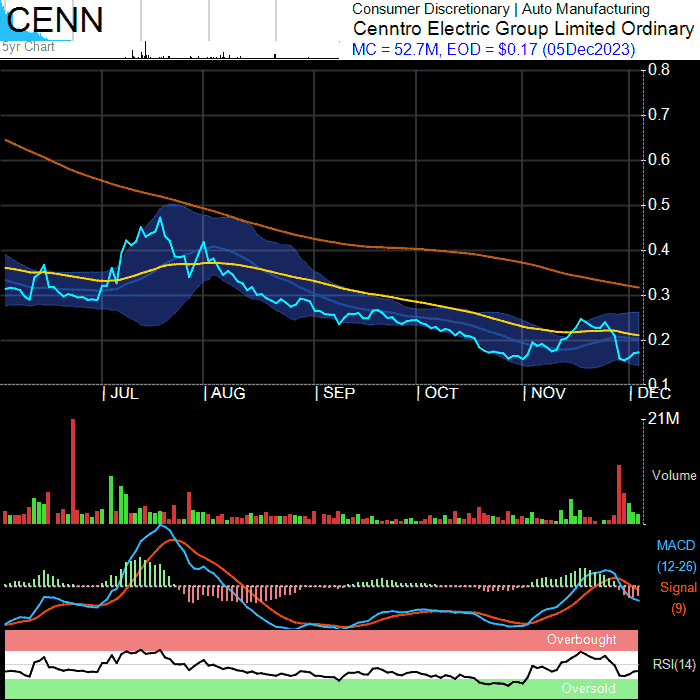 CENN
5yr Chart
Consumer Discretionary | Auto Manufacturing
Cenntro Electric Group Limited Ordinary
MC = 52.7M, EOD = $0.17 (05Dec2023)
0.8
0.7
0.6
0.5
0.4
0.3
0.2
0.1
JUL AUG SEP OCT NOV DEC
21M
Volume
MACD
(12-26)
Signal
(9)
Overbought
RSI(14)
Oversold